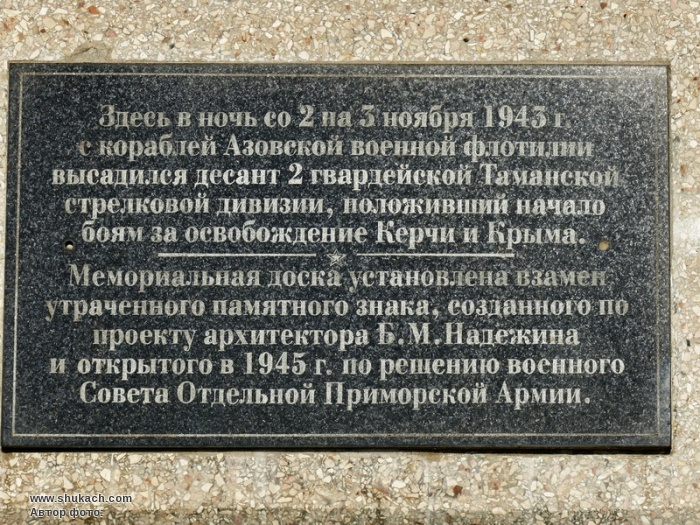 Здесь в ночь со 2 на 3 ноября 1943 г.
с кораблей Азовской военной флотилии
высадился десант 2 гвардейской Таманской
стрелковой дивизии, положивший начало
боям за освобождение Керчи и Крыма.
Мемориальная доска установлена взамен
утраченного памятного знака, созданного по
проекту архитектора Б.М.Надежина
и открытого в 1945 г. по решению военного
Совета Отдельной Приморской Армии.
www.shukach.com
Автор фото: